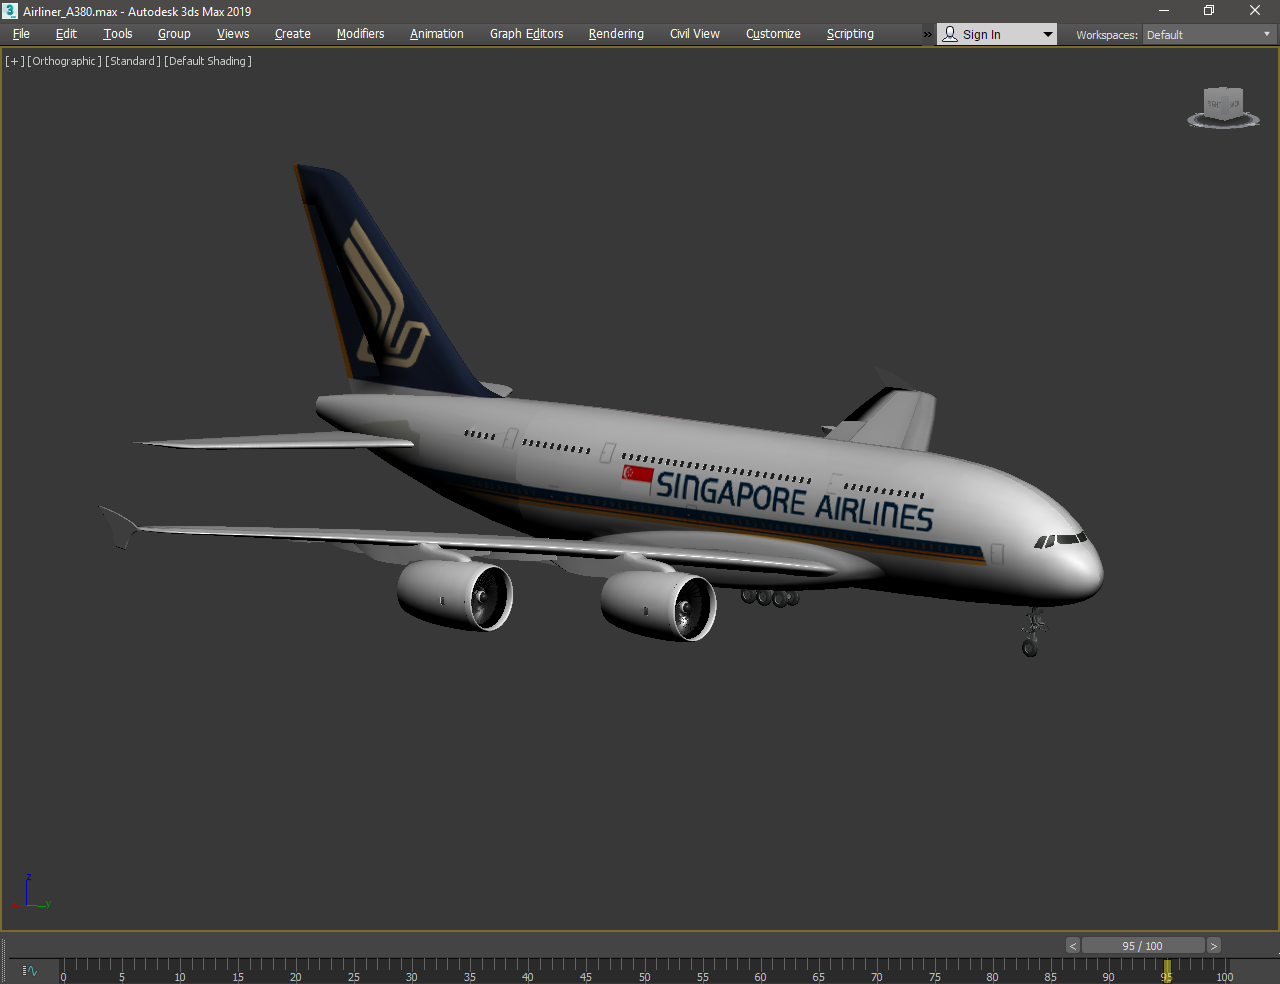 Airliner_A380.max - Autodesk 3ds Max 2019
File Edit Tools Group Views Create Modifiers Animation Graph Editors Rendering Civil View Customize Scripting » Sign In Workspaces: Default
[+] [Orthographic] [Standard] [Default Shading]
SINGAPORE AIRLINES
z
y
< 95 / 100 >
0 5 10 15 20 25 30 35 40 45 50 55 60 65 70 75 80 85 90 95 100